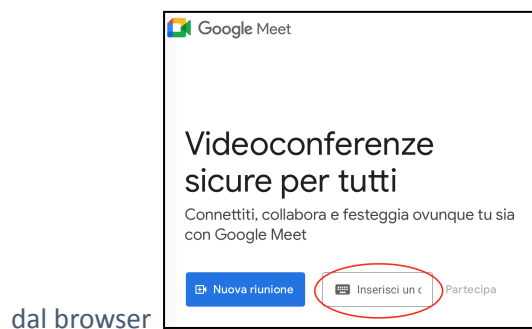 Google Meet
Videoconferenze
sicure per tutti
Connettiti, collabora e festeggia ovunque tu sia
con Google Meet
Nuova riunione
Inserisci un c
Partecipa
dal browser